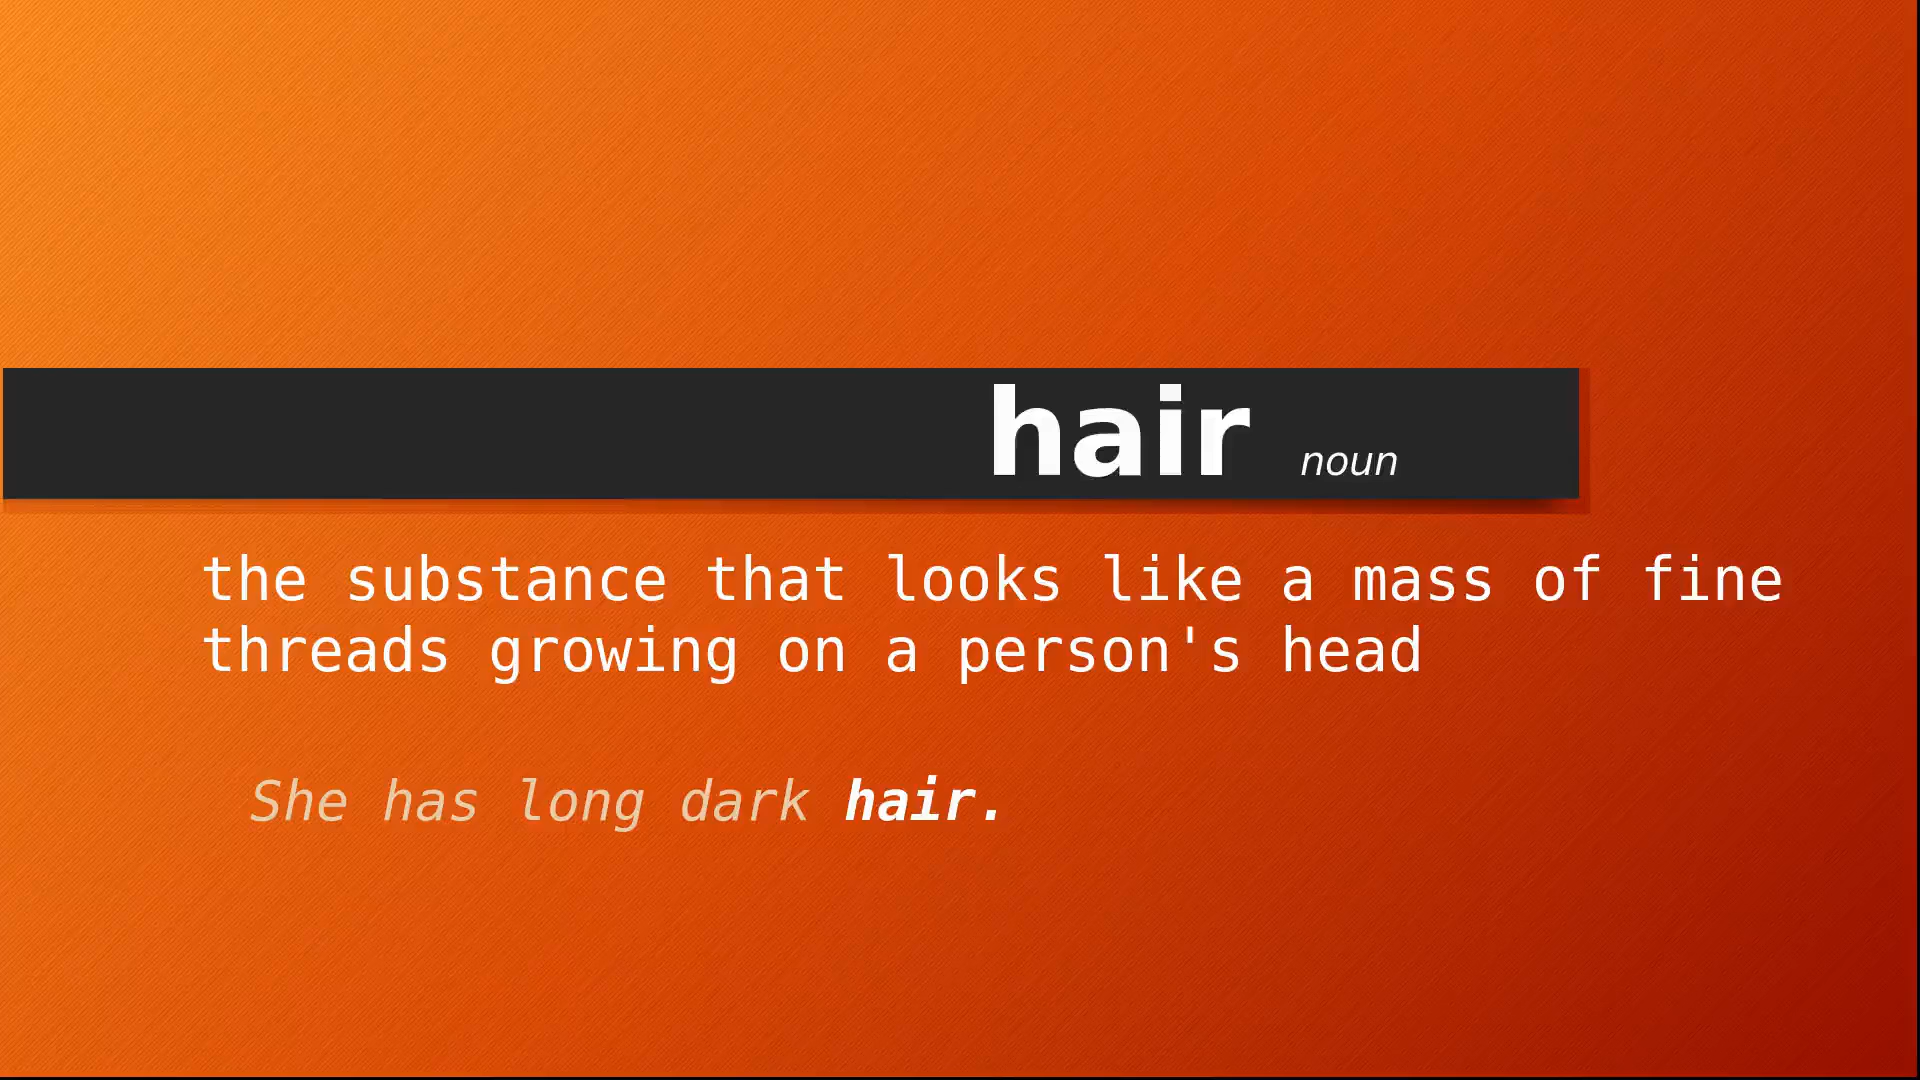 hair noun
the substance that looks like a mass of fine
threads growing on a person's head
She has long dark hair.